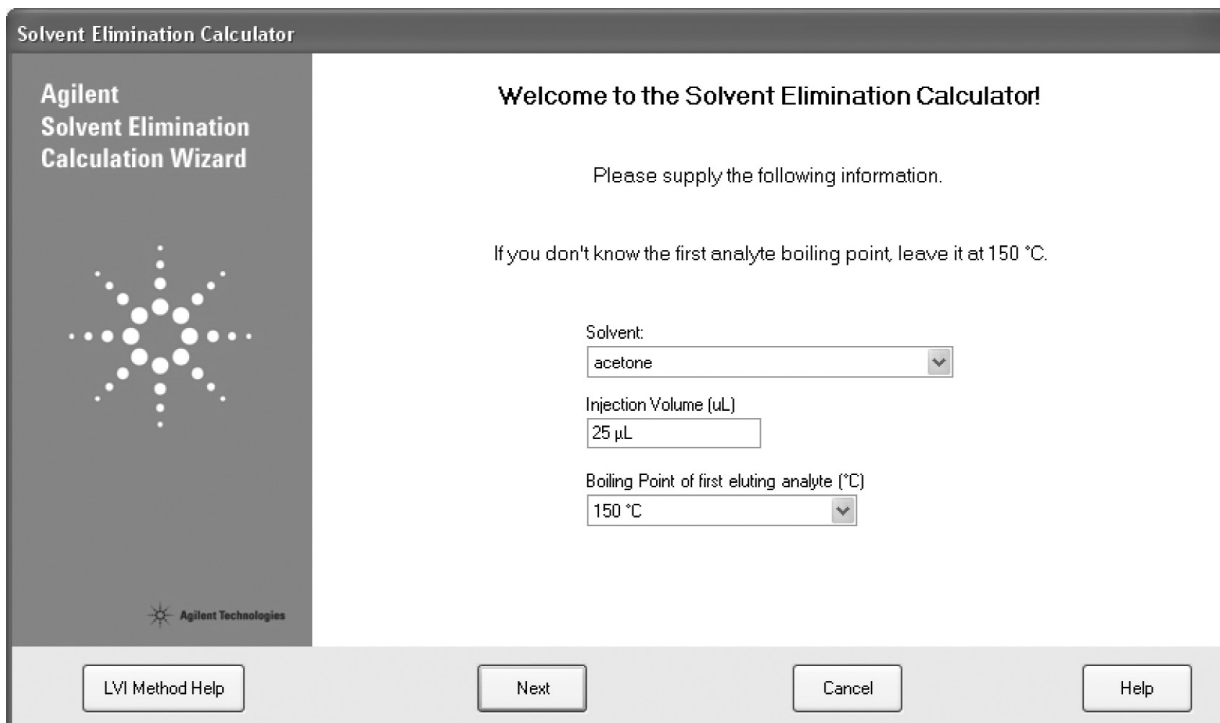 Solvent Elimination Calculator
Agilent
Solvent Elimination
Calculation Wizard
Agilent Technologies
Welcome to the Solvent Elimination Calculator!
Please supply the following information.
If you don't know the first analyte boiling point, leave it at 150 °C.
Solvent:
acetone
Injection Volume (uL)
25 µL
Boiling Point of first eluting analyte (°C)
150 °C
LVI Method Help
Next
Cancel
Help